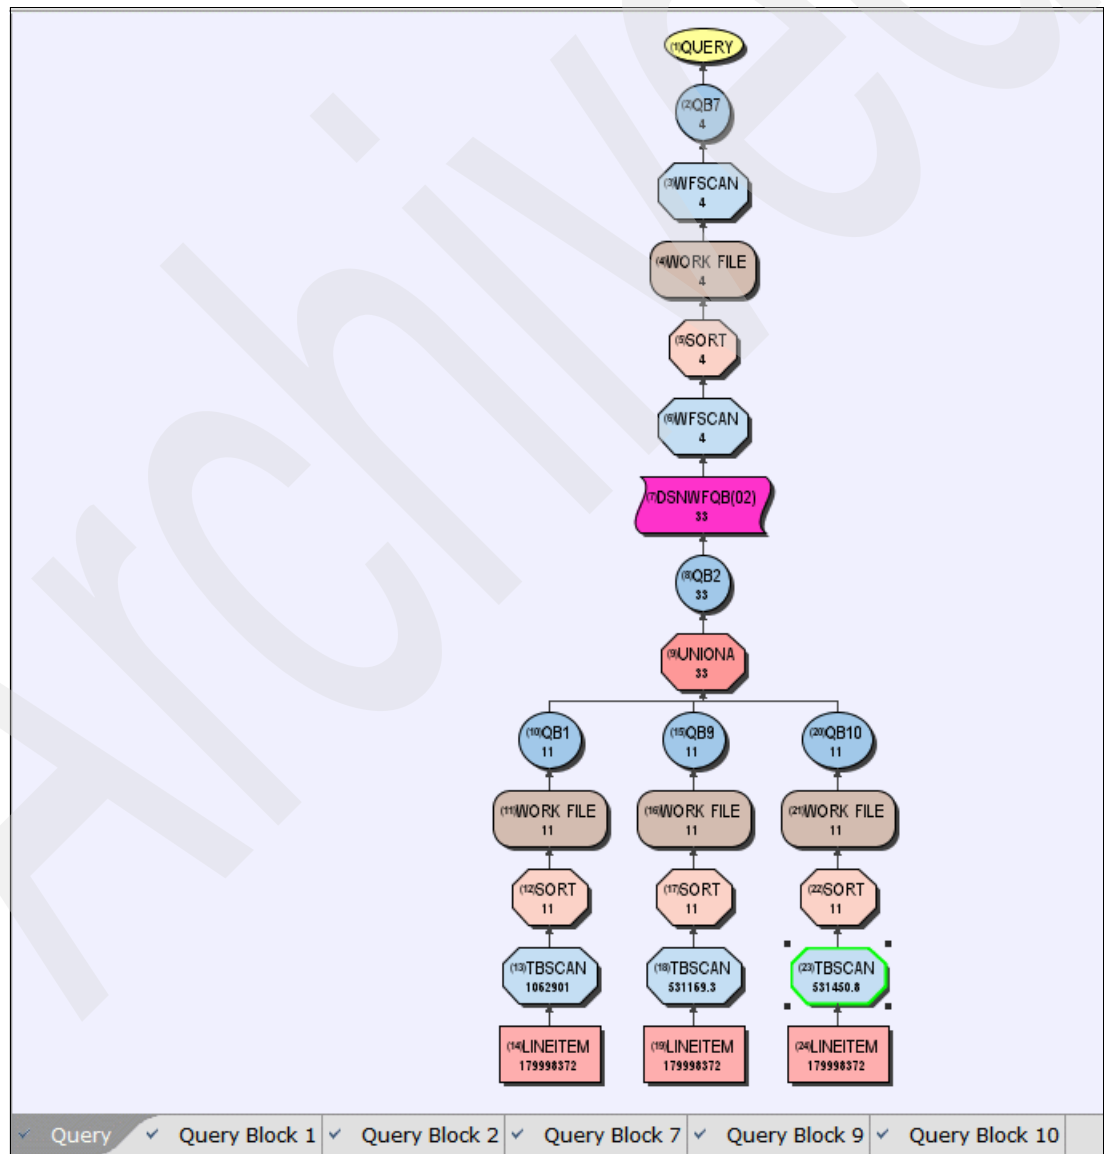 (1)QUERY
(2)QB7
4
(3)WFSCAN
4
(4)WORK FILE
4
(5)SORT
4
(6)WFSCAN
4
(7)DSNWFQB(02)
33
(8)QB2
33
(9)UNIONA
33
(10)QB1 (15)QB9 (20)QB10
11 11 11
(11)WORK FILE (16)WORK FILE (21)WORK FILE
11 11 11
(12)SORT (17)SORT (22)SORT
11 11 11
(13)TBSCAN (18)TBSCAN (23)TBSCAN
1062901 531169.3 531450.8
(14)LINEITEM (19)LINEITEM (24)LINEITEM
179998372 179998372 179998372
Query Query Block 1 Query Block 2 Query Block 7 Query Block 9 Query Block 10
Archived